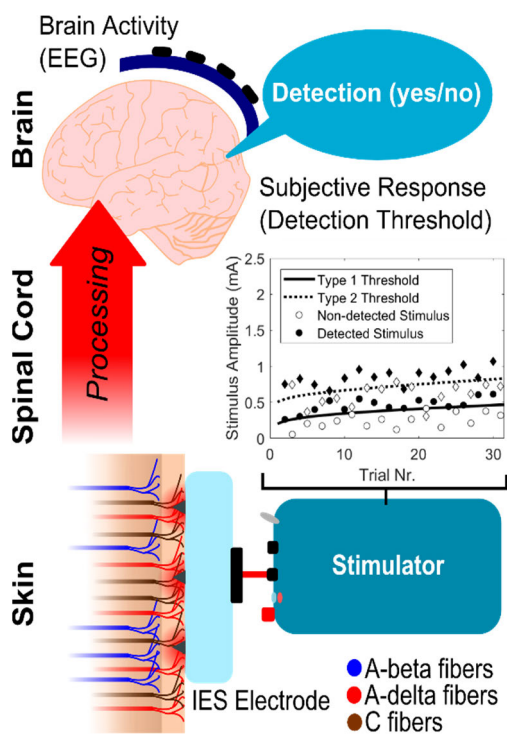 Brain Activity
(EEG)
Detection (yes/no)
Brain
Subjective Response
(Detection Threshold)
Processing
Spinal Cord
Stimulus Amplitude (mA)
2.5
2
1.5
1
0.5
0
Type 1 Threshold
Type 2 Threshold
Non-detected Stimulus
Detected Stimulus
0 10 20 30
Trial Nr.
Skin
Stimulator
IES Electrode
A-beta fibers
A-delta fibers
C fibers